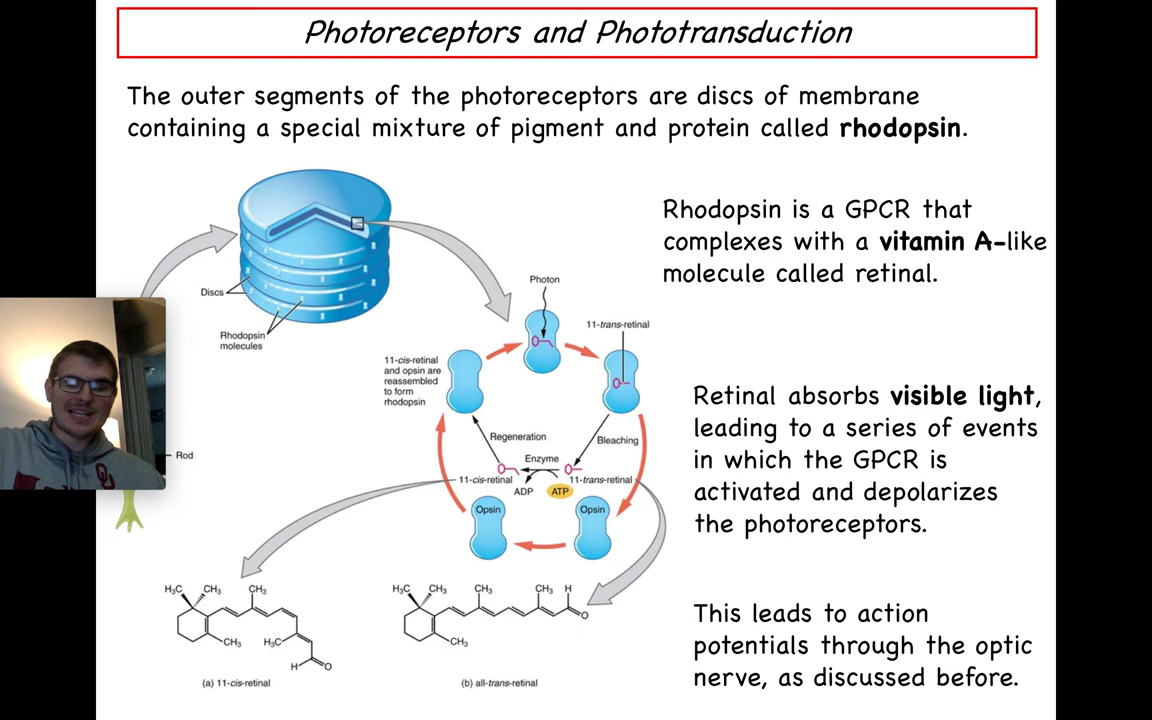 Photoreceptors and Phototransduction
The outer segments of the photoreceptors are discs of membrane
containing a special mixture of pigment and protein called rhodopsin.
Rhodopsin is a GPCR that
complexes with a vitamin A-like
molecule called retinal.
Discs
Rhodopsin
molecules
Rod
Photon
11-trans-retinal
11-cis-retinal
and opsin are
reassembled
to form
rhodopsin
Regeneration
Bleaching
Enzyme
11-cis-retinal
ADP
ATP
11-trans-retinal
Opsin
Opsin
Retinal absorbs visible light,
leading to a series of events
in which the GPCR is
activated and depolarizes
the photoreceptors.
H₃C
CH₃
CH₃
CH₃
H₃C
H
O
(a) 11-cis-retinal
H₃C
CH₃
CH₃
CH₃
H
O
CH₃
(b) all-trans-retinal
This leads to action
potentials through the optic
nerve, as discussed before.